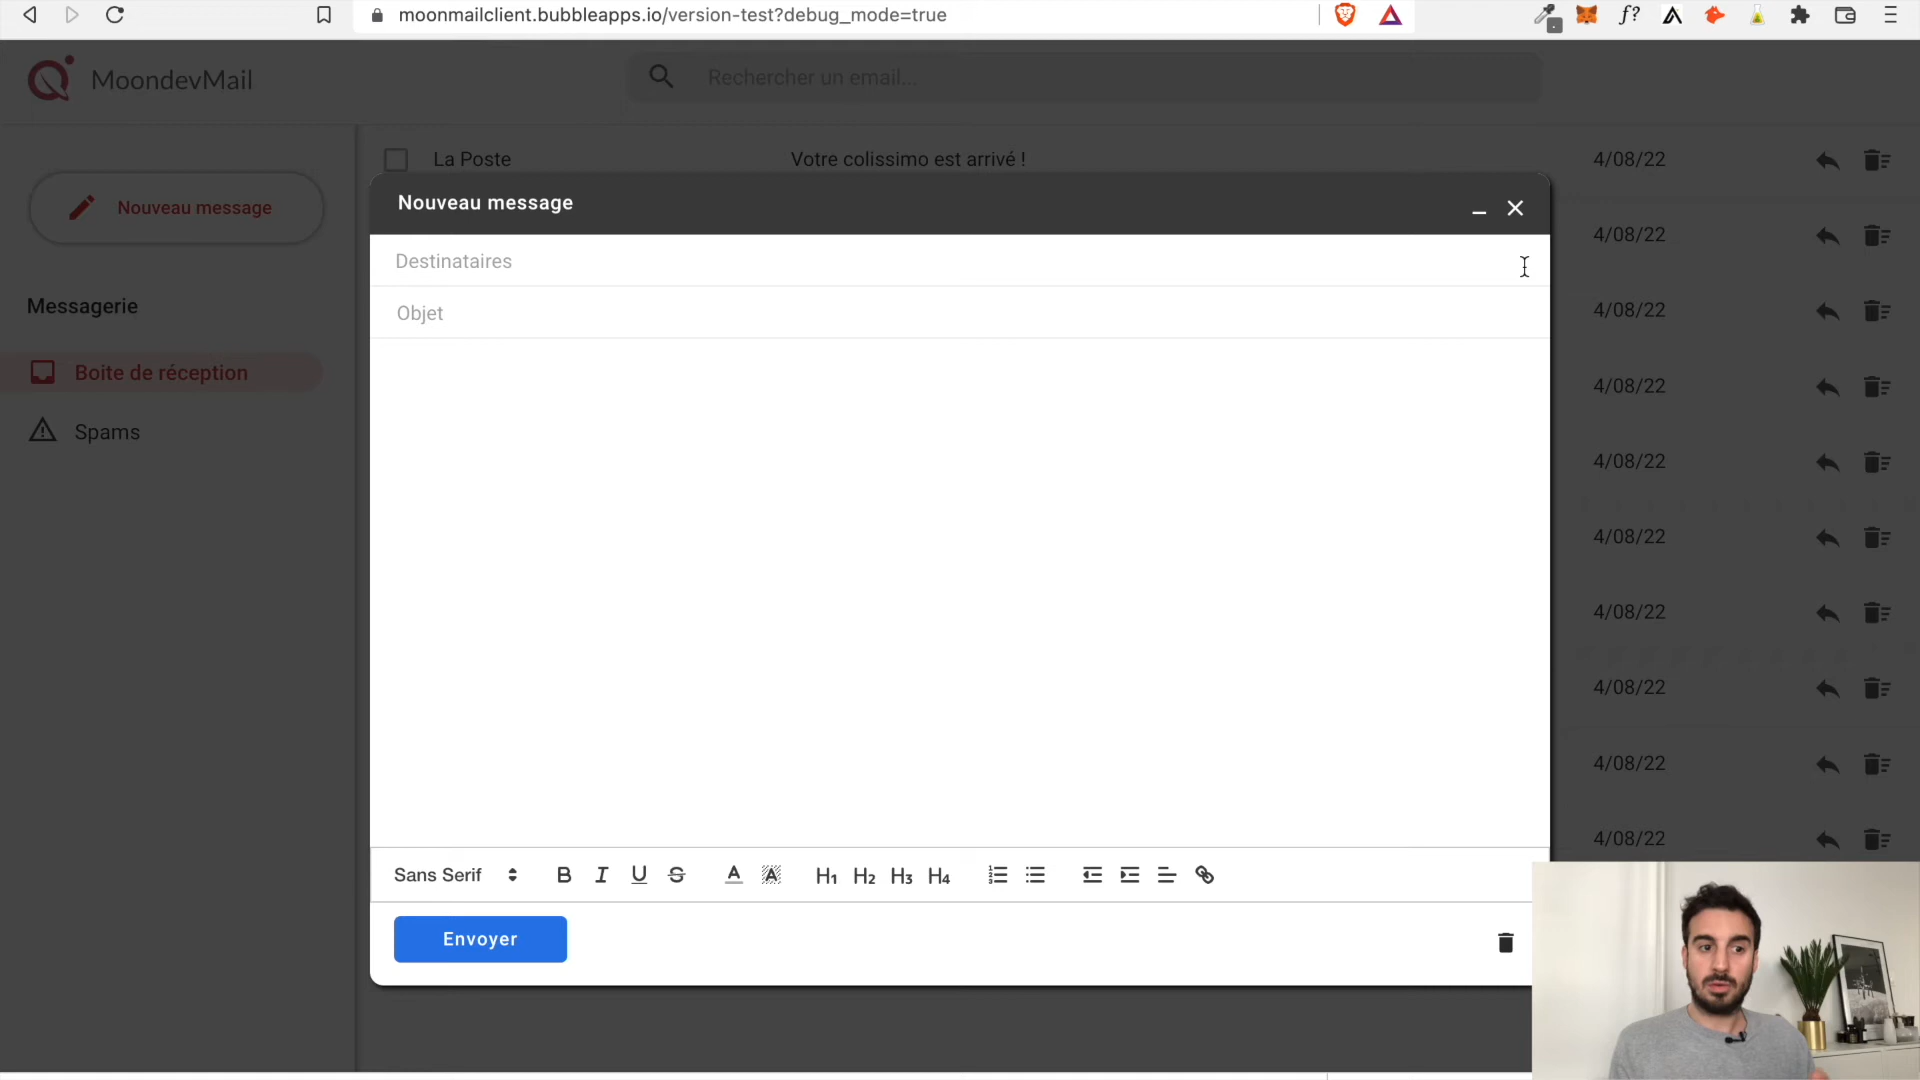 moonmailclient.bubbleapps.io/version-test?debug_mode=true
f?
MoondevMail
Rechercher un email...
La Poste Votre colissimo est arrivé ! 4/08/22
Nouveau message
Nouveau message
Destinataires
4/08/22
Objet
4/08/22
Messagerie
Boite de réception
4/08/22
Spams
4/08/22
4/08/22
4/08/22
4/08/22
4/08/22
4/08/22
Sans Serif B I U S A A H1 H2 H3 H4
Envoyer